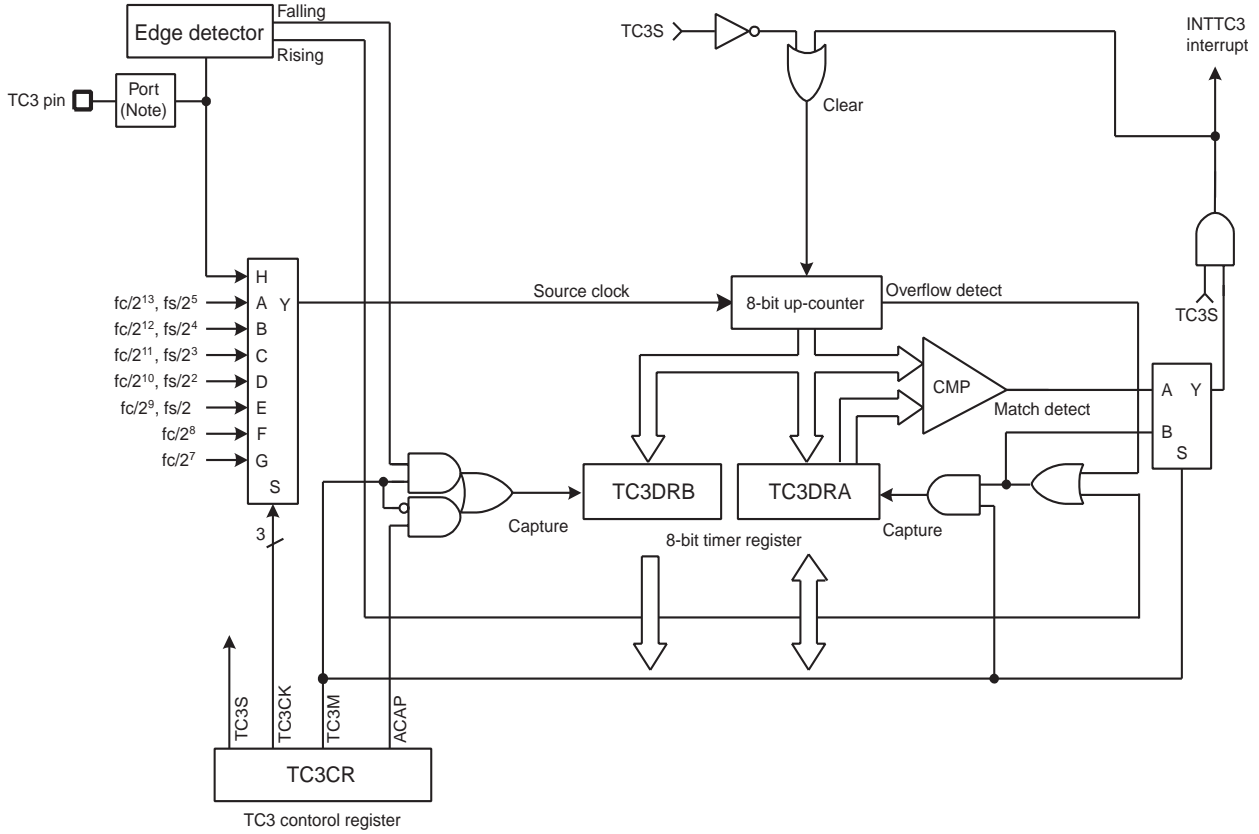 Falling
Edge detector
Rising
TC3 pin
Port
(Note)
TC3S
Clear
INTTC3
interrupt
H
A
Y
B
C
D
E
F
G
S
fc/2¹³, fs/2⁵
fc/2¹², fs/2⁴
fc/2¹¹, fs/2³
fc/2¹⁰, fs/2²
fc/2⁹, fs/2
fc/2⁸
fc/2⁷
3
Source clock
8-bit up-counter
Overflow detect
TC3S
CMP
Match detect
A
Y
B
S
TC3DRB
TC3DRA
Capture
Capture
8-bit timer register
TC3S
TC3CK
TC3M
ACAP
TC3CR
TC3 contorol register